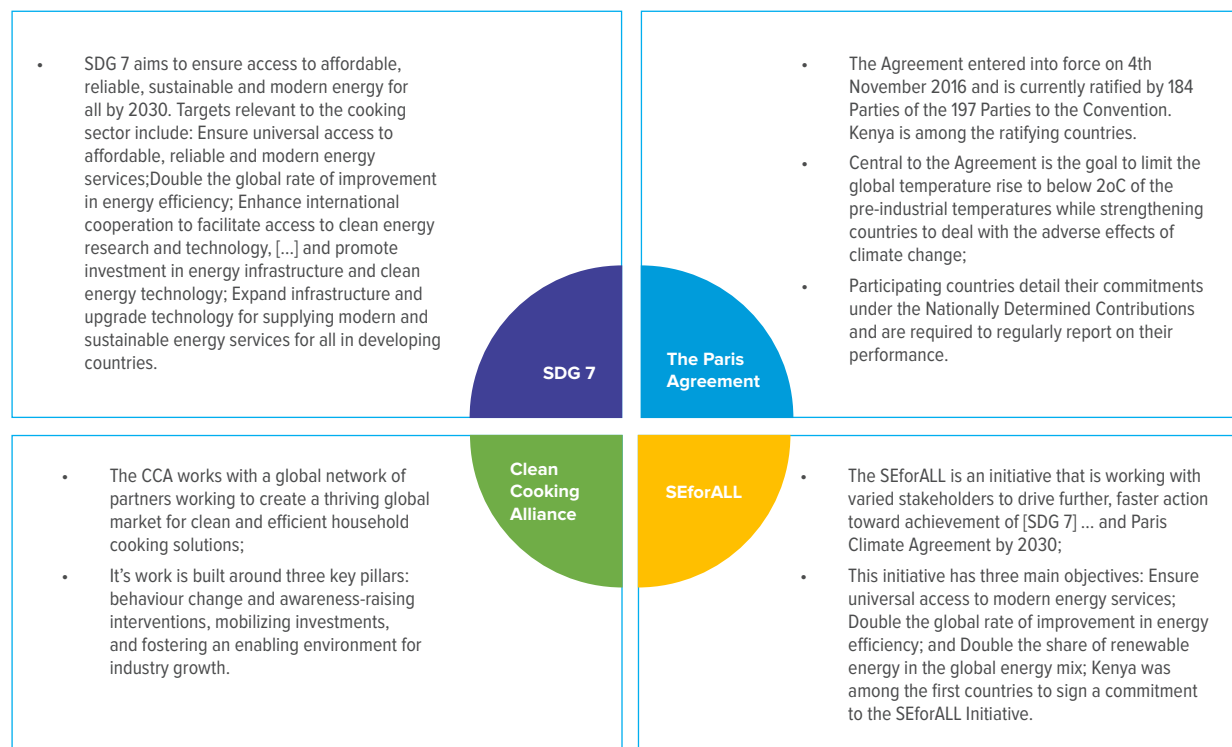 • SDG 7 aims to ensure access to affordable,
reliable, sustainable and modern energy for
all by 2030. Targets relevant to the cooking
sector include: Ensure universal access to
affordable, reliable and modern energy
services;Double the global rate of improvement
in energy efficiency; Enhance international
cooperation to facilitate access to clean energy
research and technology, [...] and promote
investment in energy infrastructure and clean
energy technology; Expand infrastructure and
upgrade technology for supplying modern and
sustainable energy services for all in developing
countries.
SDG 7
• The Agreement entered into force on 4th
November 2016 and is currently ratified by 184
Parties of the 197 Parties to the Convention.
Kenya is among the ratifying countries.
• Central to the Agreement is the goal to limit the
global temperature rise to below 2oC of the
pre-industrial temperatures while strengthening
countries to deal with the adverse effects of
climate change;
• Participating countries detail their commitments
under the Nationally Determined Contributions
and are required to regularly report on their
performance.
The Paris
Agreement
• The CCA works with a global network of
partners working to create a thriving global
market for clean and efficient household
cooking solutions;
• It's work is built around three key pillars:
behaviour change and awareness-raising
interventions, mobilizing investments,
and fostering an enabling environment for
industry growth.
Clean
Cooking
Alliance
SEforALL
• The SEforALL is an initiative that is working with
varied stakeholders to drive further, faster action
toward achievement of [SDG 7] ... and Paris
Climate Agreement by 2030;
• This initiative has three main objectives: Ensure
universal access to modern energy services;
Double the global rate of improvement in energy
efficiency; and Double the share of renewable
energy in the global energy mix; Kenya was
among the first countries to sign a commitment
to the SEforALL Initiative.